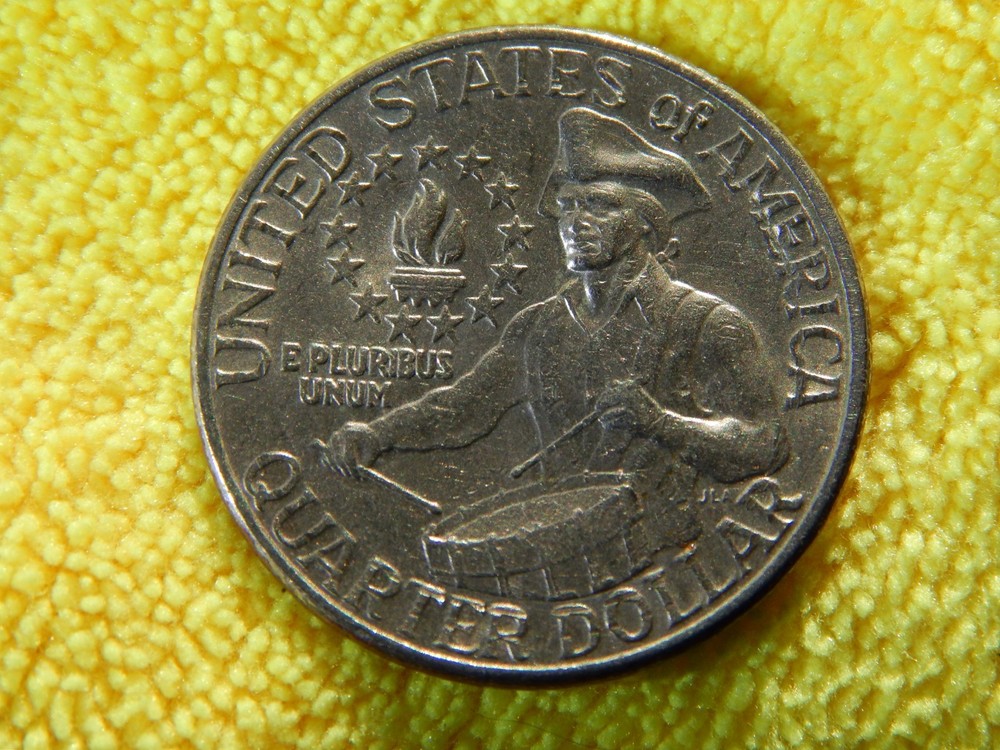 UNITED STATES of AMERICA
E PLURIBUS
UNUM
JLA
QUARTER DOLLAR